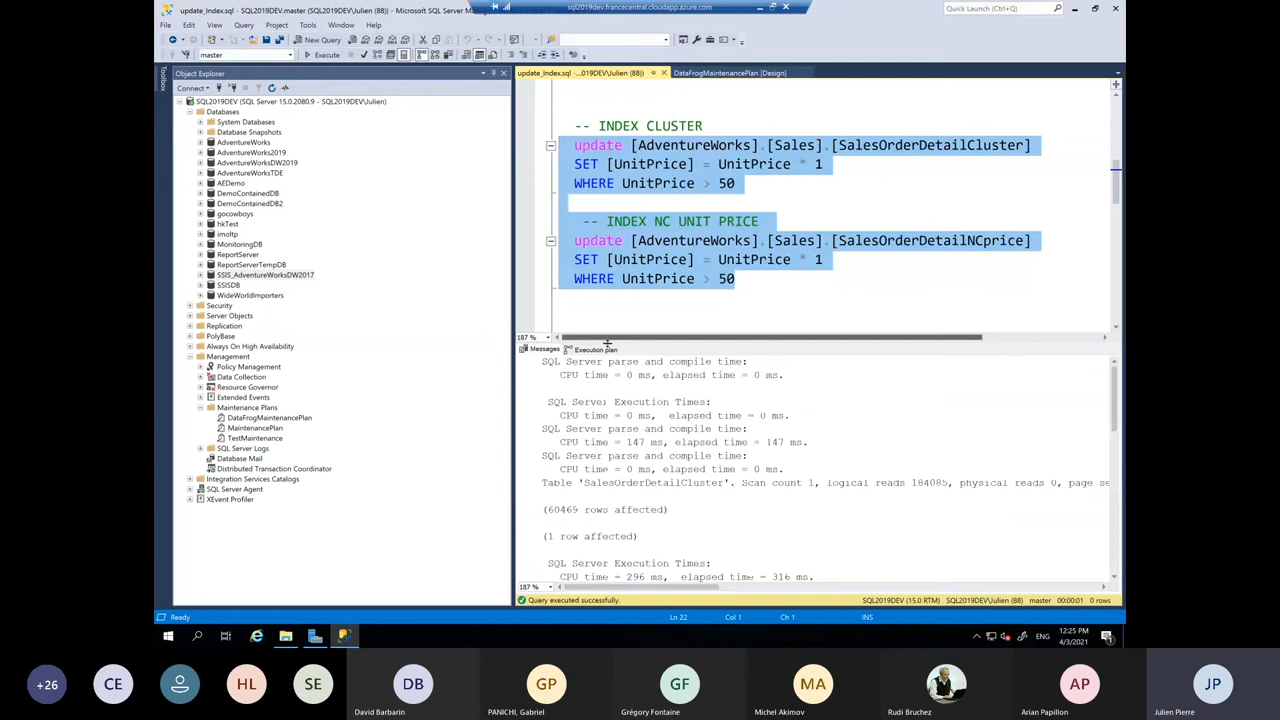 update_Index.sql - SQL2019DEV.master (SQL2019DEV\Julien (88)) - Microsoft SQL Server
sql2019dev.francecentral.cloudapp.azure.com
Quick Launch (Ctrl+Q)
File Edit View Query Project Tools Window Help
New Query
master
Execute
Toolbox
Object Explorer
Connect
SQL2019DEV (SQL Server 15.0.2080.9 - SQL2019DEV\Julien)
Databases
System Databases
Database Snapshots
AdventureWorks
AdventureWorks2019
AdventureWorksDW2019
AdventureWorksTDE
AEDemo
DemoContainedDB
DemoContainedDB2
gocowboys
hkTest
imoltp
MonitoringDB
ReportServer
ReportServerTempDB
SSIS_AdventureWorksDW2017
SSISDB
WideWorldImporters
Security
Server Objects
Replication
PolyBase
Always On High Availability
Management
Policy Management
Data Collection
Resource Governor
Extended Events
Maintenance Plans
DataFrogMaintenancePlan
MaintenancePlan
TestMaintenance
SQL Server Logs
Database Mail
Distributed Transaction Coordinator
Integration Services Catalogs
SQL Server Agent
XEvent Profiler
update_Index.sql -...019DEV\Julien (88))
DataFrogMaintenancePlan [Design]
-- INDEX CLUSTER
update [AdventureWorks].[Sales].[SalesOrderDetailCluster]
SET [UnitPrice] = UnitPrice * 1
WHERE UnitPrice > 50
-- INDEX NC UNIT PRICE
update [AdventureWorks].[Sales].[SalesOrderDetailNCprice]
SET [UnitPrice] = UnitPrice * 1
WHERE UnitPrice > 50
187 %
Messages Execution plan
SQL Server parse and compile time:
CPU time = 0 ms, elapsed time = 0 ms.
SQL Server Execution Times:
CPU time = 0 ms, elapsed time = 0 ms.
SQL Server parse and compile time:
CPU time = 147 ms, elapsed time = 147 ms.
SQL Server parse and compile time:
CPU time = 0 ms, elapsed time = 0 ms.
Table 'SalesOrderDetailCluster'. Scan count 1, logical reads 184085, physical reads 0, page se
(60469 rows affected)
(1 row affected)
SQL Server Execution Times:
CPU time = 296 ms, elapsed time = 316 ms.
187 %
Query executed successfully.
SQL2019DEV (15.0 RTM) SQL2019DEV\Julien (88) master 00:00:01 0 rows
Ready
Ln 22 Col 1 Ch 1 INS
ENG
12:25 PM
4/3/2021
+26 CE HL SE DB GP GF MA AP JP
David Barbarin PANICHI, Gabriel Grégory Fontaine Michel Akimov Rudi Bruchez Arian Papillon Julien Pierre